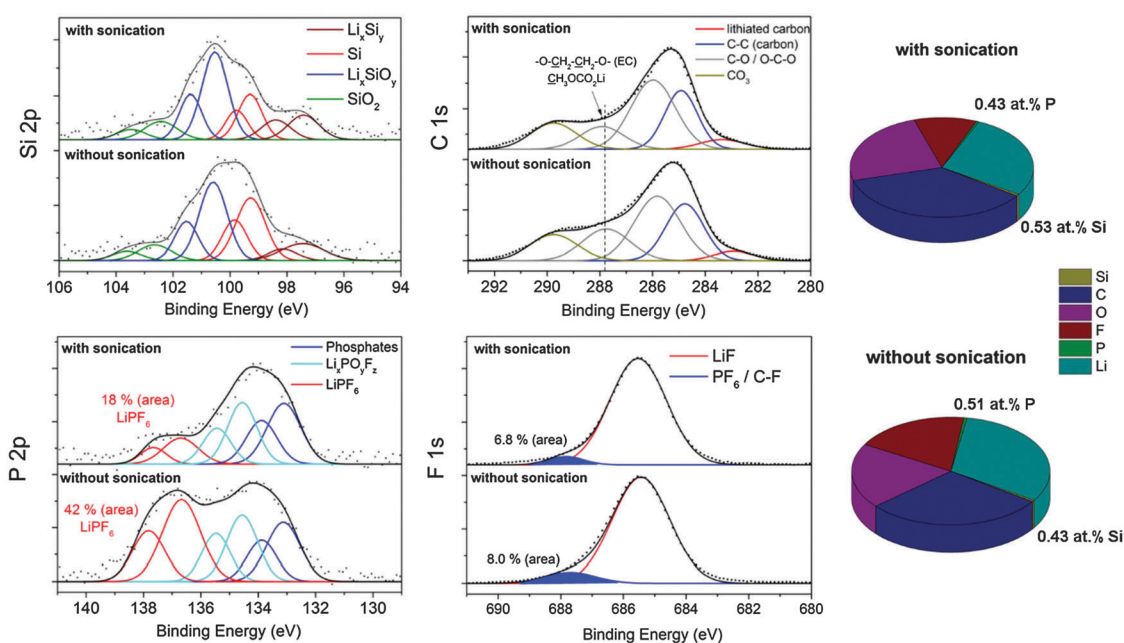 Si 2p
with sonication
LixSiy
Si
LixSiOy
SiO2
without sonication
106 104 102 100 98 96 94
Binding Energy (eV)
C 1s
with sonication
lithiated carbon
C-C (carbon)
C-O / O-C-O
CO3
-O-CH2-CH2-O- (EC)
CH3OCO2Li
without sonication
292 290 288 286 284 282 280
Binding Energy (eV)
with sonication
0.43 at.% P
0.53 at.% Si
Si
C
O
F
P
Li
without sonication
0.51 at.% P
0.43 at.% Si
P 2p
with sonication
Phosphates
LixPOyFz
LiPF6
18 % (area)
LiPF6
without sonication
42 % (area)
LiPF6
140 138 136 134 132 130
Binding Energy (eV)
F 1s
with sonication
LiF
PF6 / C-F
6.8 % (area)
without sonication
8.0 % (area)
690 688 686 684 682 680
Binding Energy (eV)